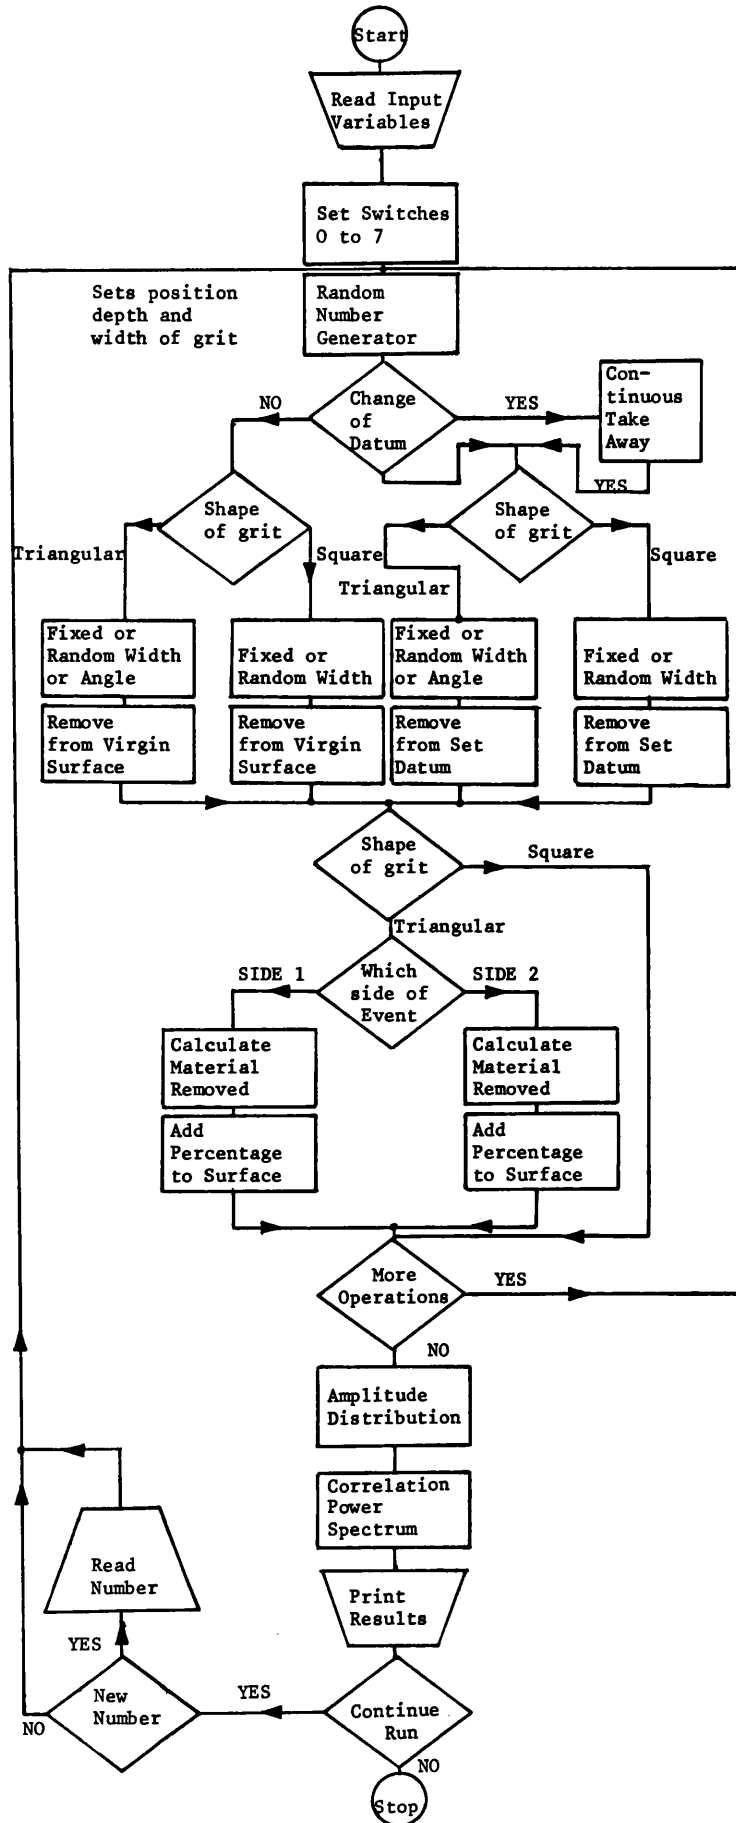 Start
Read Input
Variables
Set Switches
0 to 7
Sets position
depth and
width of grit
Random
Number
Generator
NO
Change
of
Datum
YES
Con-
tinuous
Take
Away
YES
Shape
of grit
Shape
of grit
Triangular
Square
Triangular
Square
Fixed or
Random Width
or Angle
Fixed or
Random Width
Fixed or
Random Width
or Angle
Fixed or
Random Width
Remove
from Virgin
Surface
Remove
from Virgin
Surface
Remove
from Set
Datum
Remove
from Set
Datum
Shape
of grit
Square
Triangular
SIDE 1
Which
side of
Event
SIDE 2
Calculate
Material
Removed
Calculate
Material
Removed
Add
Percentage
to Surface
Add
Percentage
to Surface
More
Operations
YES
NO
Amplitude
Distribution
Correlation
Power
Spectrum
Read
Number
Print
Results
YES
New
Number
YES
Continue
Run
NO
NO
Stop